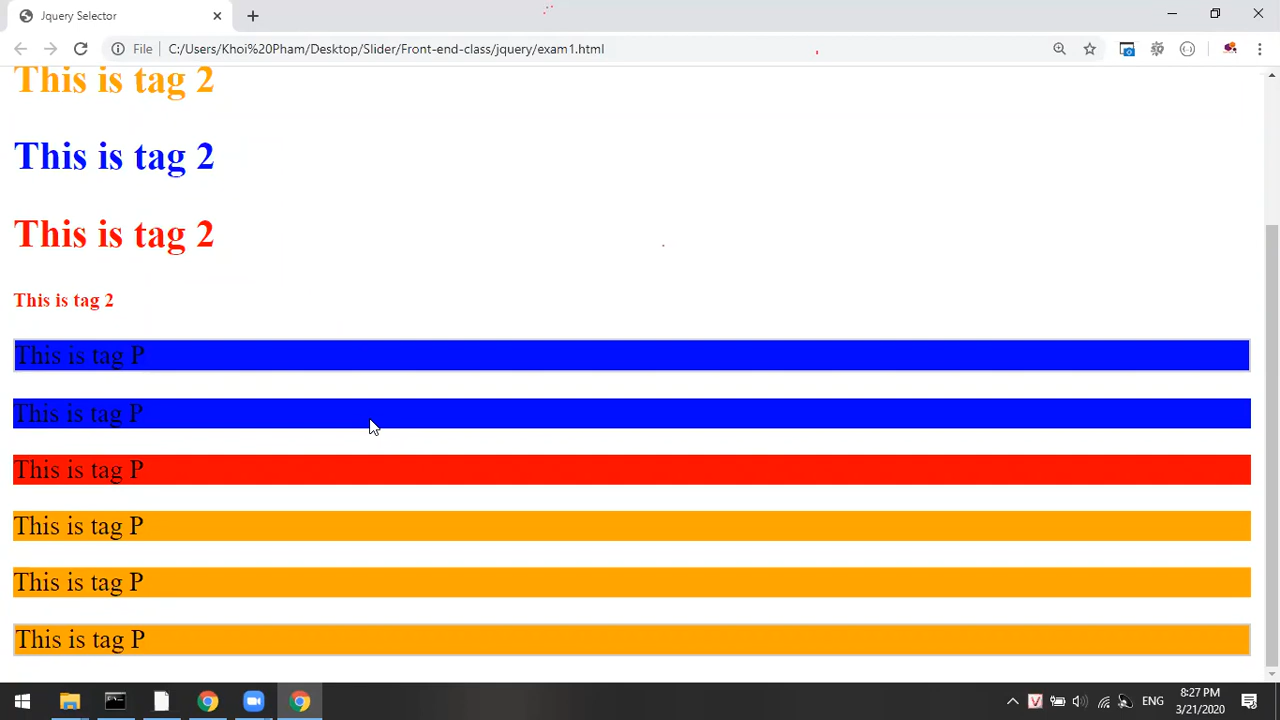 Jquery Selector
File C:/Users/Khoi%20Pham/Desktop/Slider/Front-end-class/jquery/exam1.html
This is tag 2
This is tag 2
This is tag 2
This is tag 2
This is tag P
This is tag P
This is tag P
This is tag P
This is tag P
This is tag P
V ENG 8:27 PM
3/21/2020